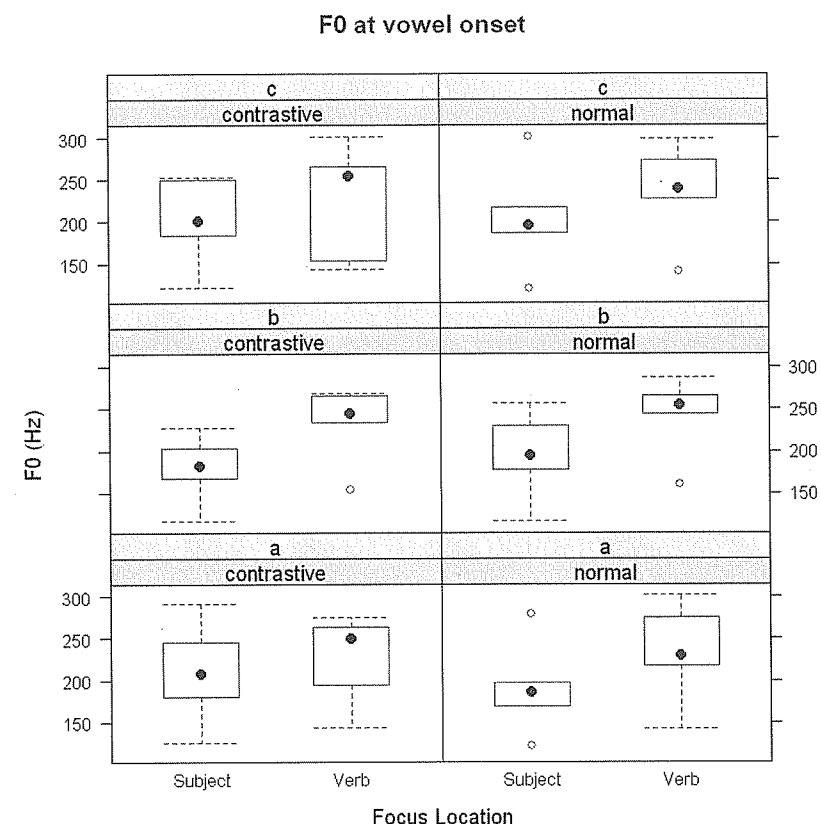 F0 at vowel onset
c c
contrastive normal
300
250
200
150
b b
contrastive normal
300
250
200
150
F0 (Hz)
a a
contrastive normal
300
250
200
150
Subject Verb Subject Verb
Focus Location